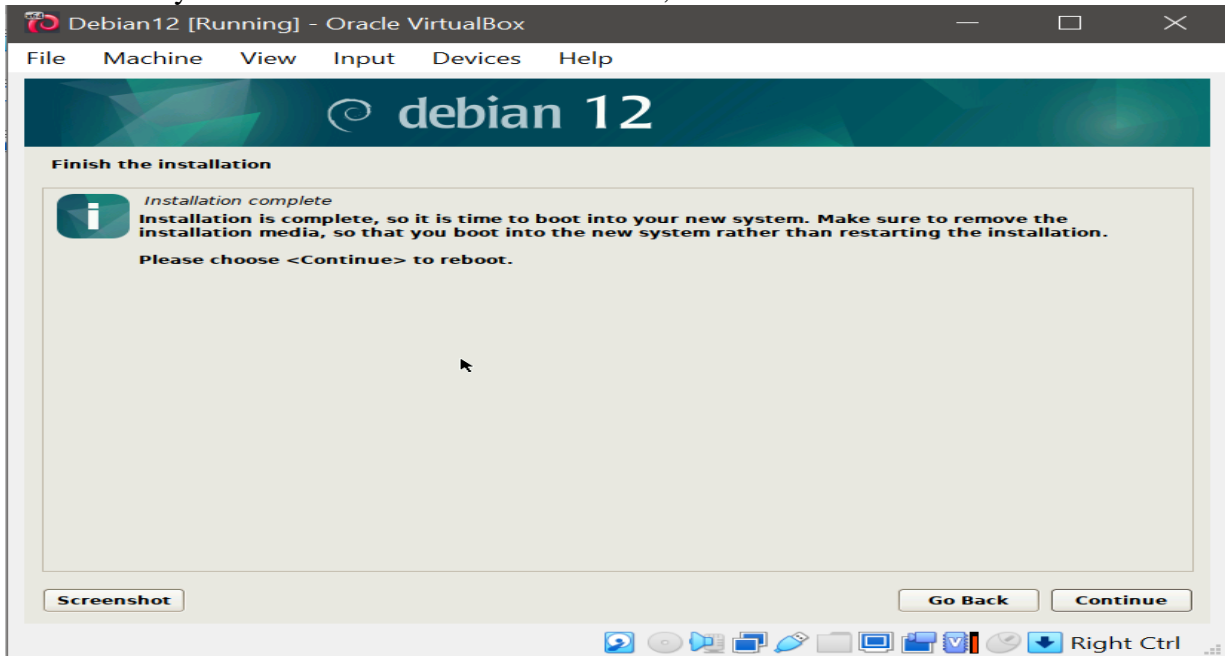 Debian12 [Running] - Oracle VirtualBox
File Machine View Input Devices Help
debian 12
Finish the installation
Installation complete
Installation is complete, so it is time to boot into your new system. Make sure to remove the
installation media, so that you boot into the new system rather than restarting the installation.
Please choose <Continue> to reboot.
Screenshot Go Back Continue
Right Ctrl